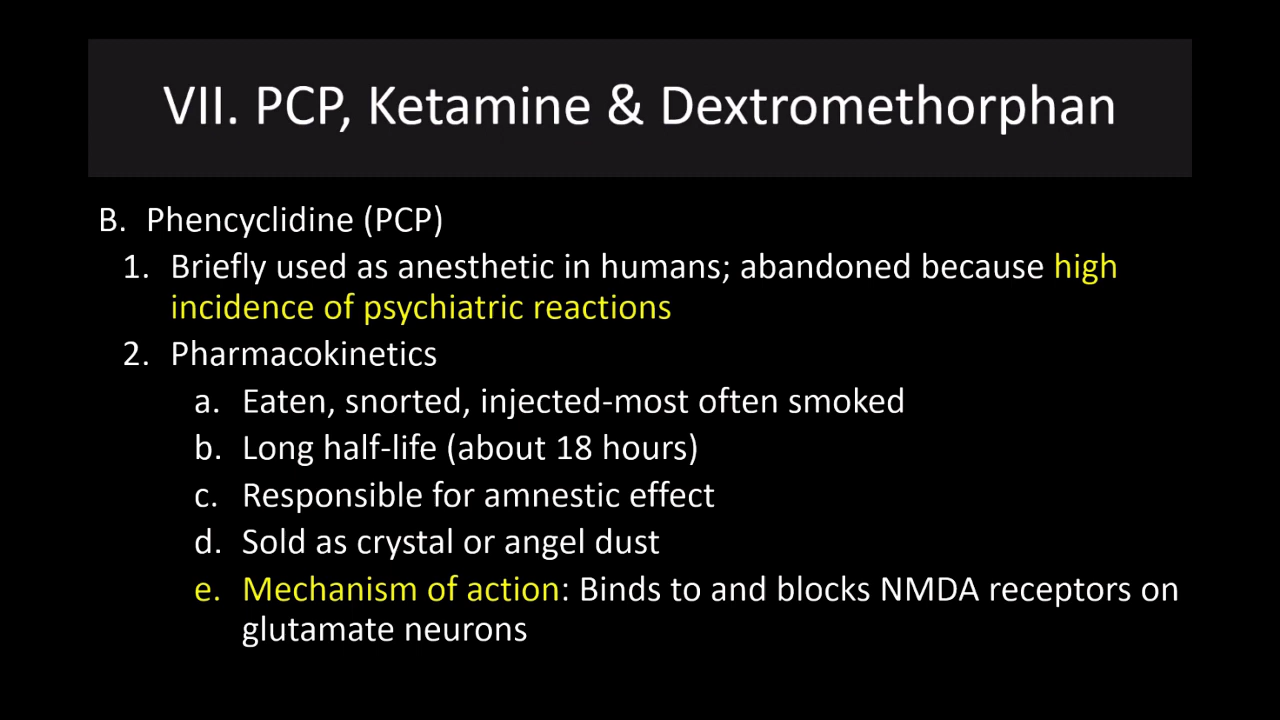 VII. PCP, Ketamine & Dextromethorphan
B. Phencyclidine (PCP)
1. Briefly used as anesthetic in humans; abandoned because high
incidence of psychiatric reactions
2. Pharmacokinetics
a. Eaten, snorted, injected-most often smoked
b. Long half-life (about 18 hours)
c. Responsible for amnestic effect
d. Sold as crystal or angel dust
e. Mechanism of action: Binds to and blocks NMDA receptors on
glutamate neurons